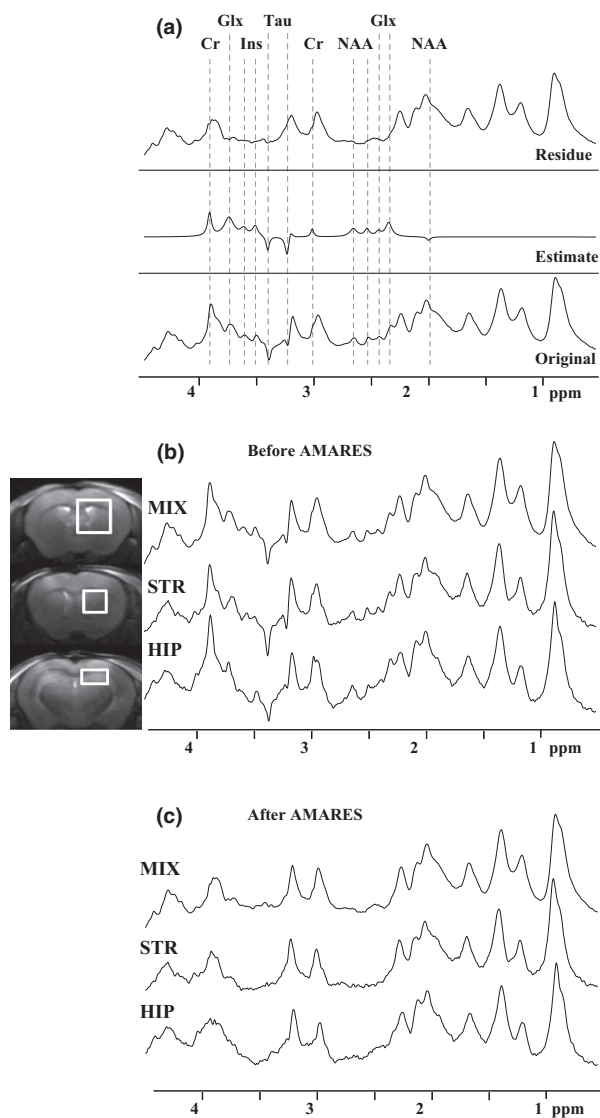 (a)
Glx Tau Glx
Cr Ins Cr NAA NAA
Residue
Estimate
Original
4 3 2 1 ppm
(b) Before AMARES
MIX
STR
HIP
4 3 2 1 ppm
(c) After AMARES
MIX
STR
HIP
4 3 2 1 ppm